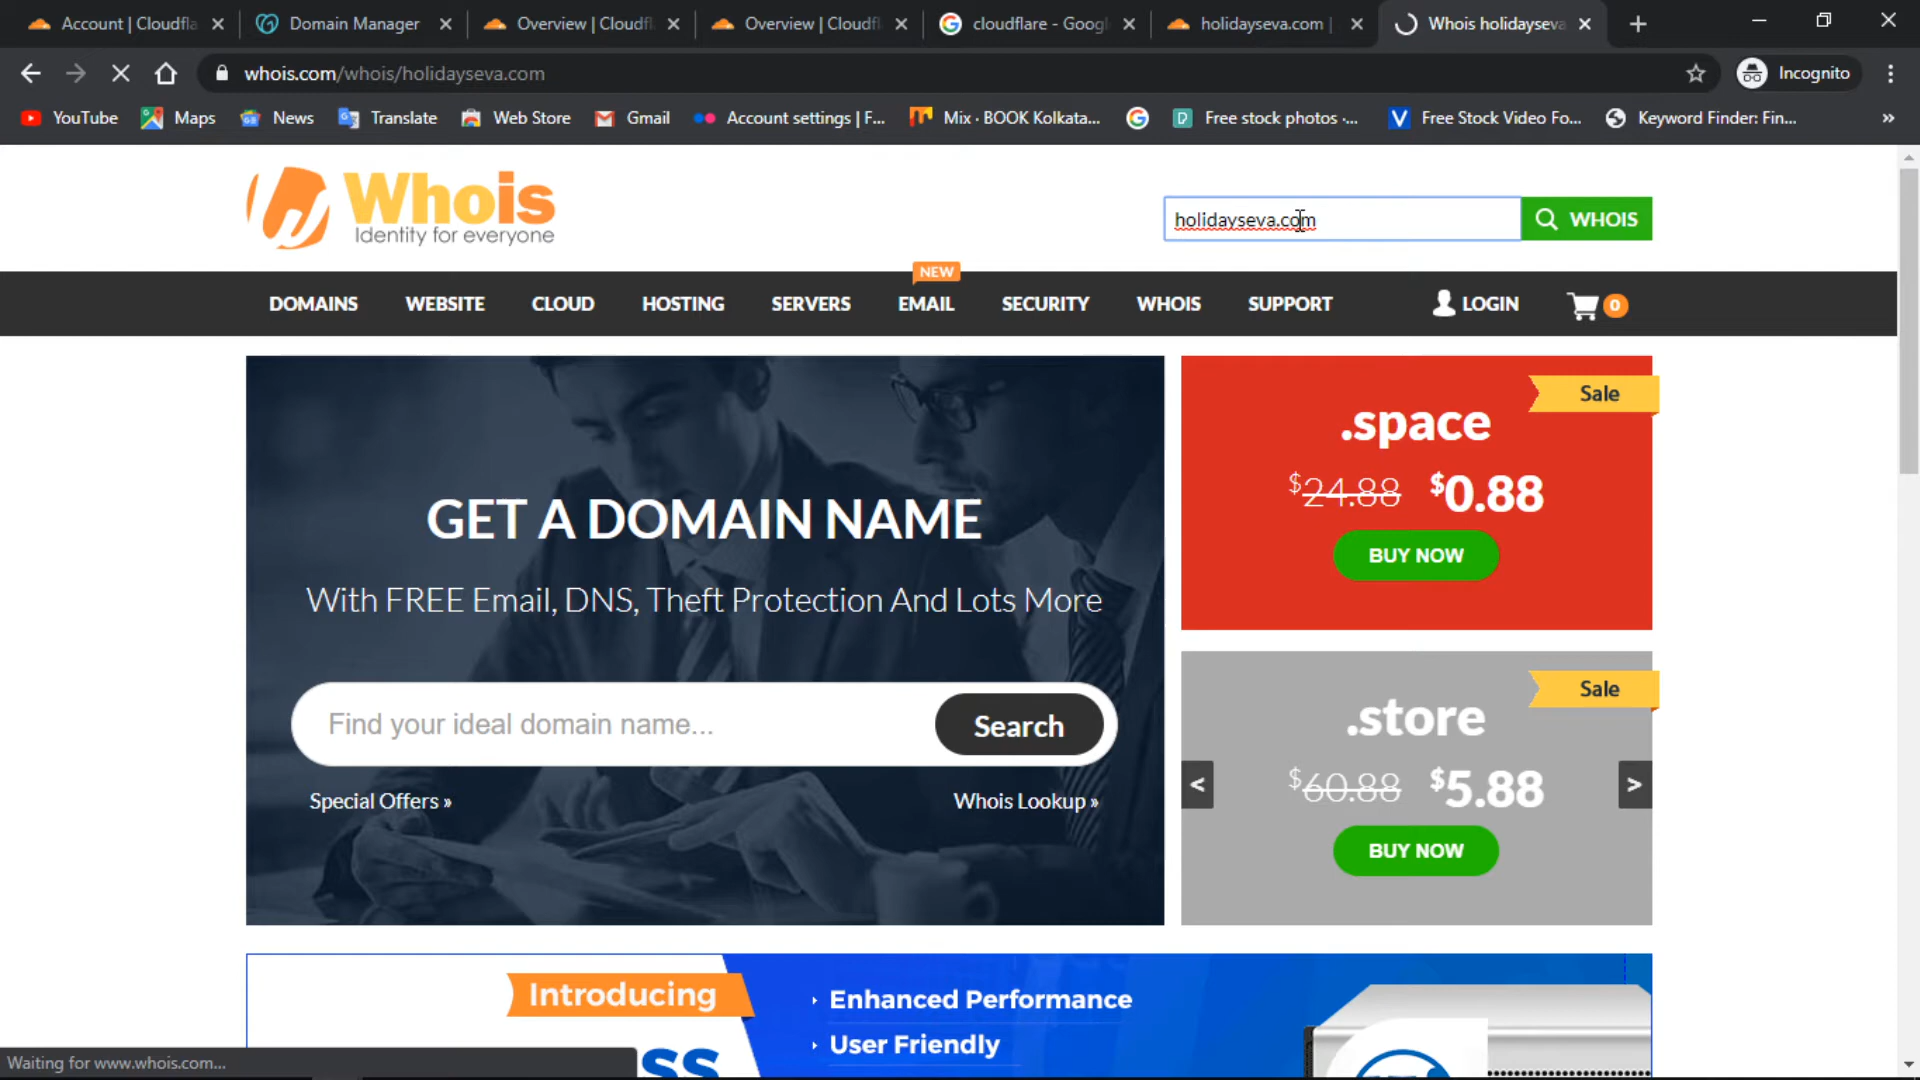 Account | Cloudfla
Domain Manager
Overview | Cloudfl
Overview | Cloudfl
cloudflare - Googl
holidayseva.com |
Whois holidayseva
whois.com/whois/holidayseva.com
Incognito
YouTube
Maps
News
Translate
Web Store
Gmail
Account settings | F...
Mix · BOOK Kolkata...
Free stock photos ·...
Free Stock Video Fo...
Keyword Finder: Fin...
»
Whois
Identity for everyone
holidayseva.com
WHOIS
NEW
DOMAINS
WEBSITE
CLOUD
HOSTING
SERVERS
EMAIL
SECURITY
WHOIS
SUPPORT
LOGIN
0
GET A DOMAIN NAME
With FREE Email, DNS, Theft Protection And Lots More
Find your ideal domain name...
Search
Special Offers »
Whois Lookup »
Sale
.space
$24.88 $0.88
BUY NOW
Sale
.store
< $60.88 $5.88 >
BUY NOW
Introducing
Enhanced Performance
User Friendly
Waiting for www.whois.com...